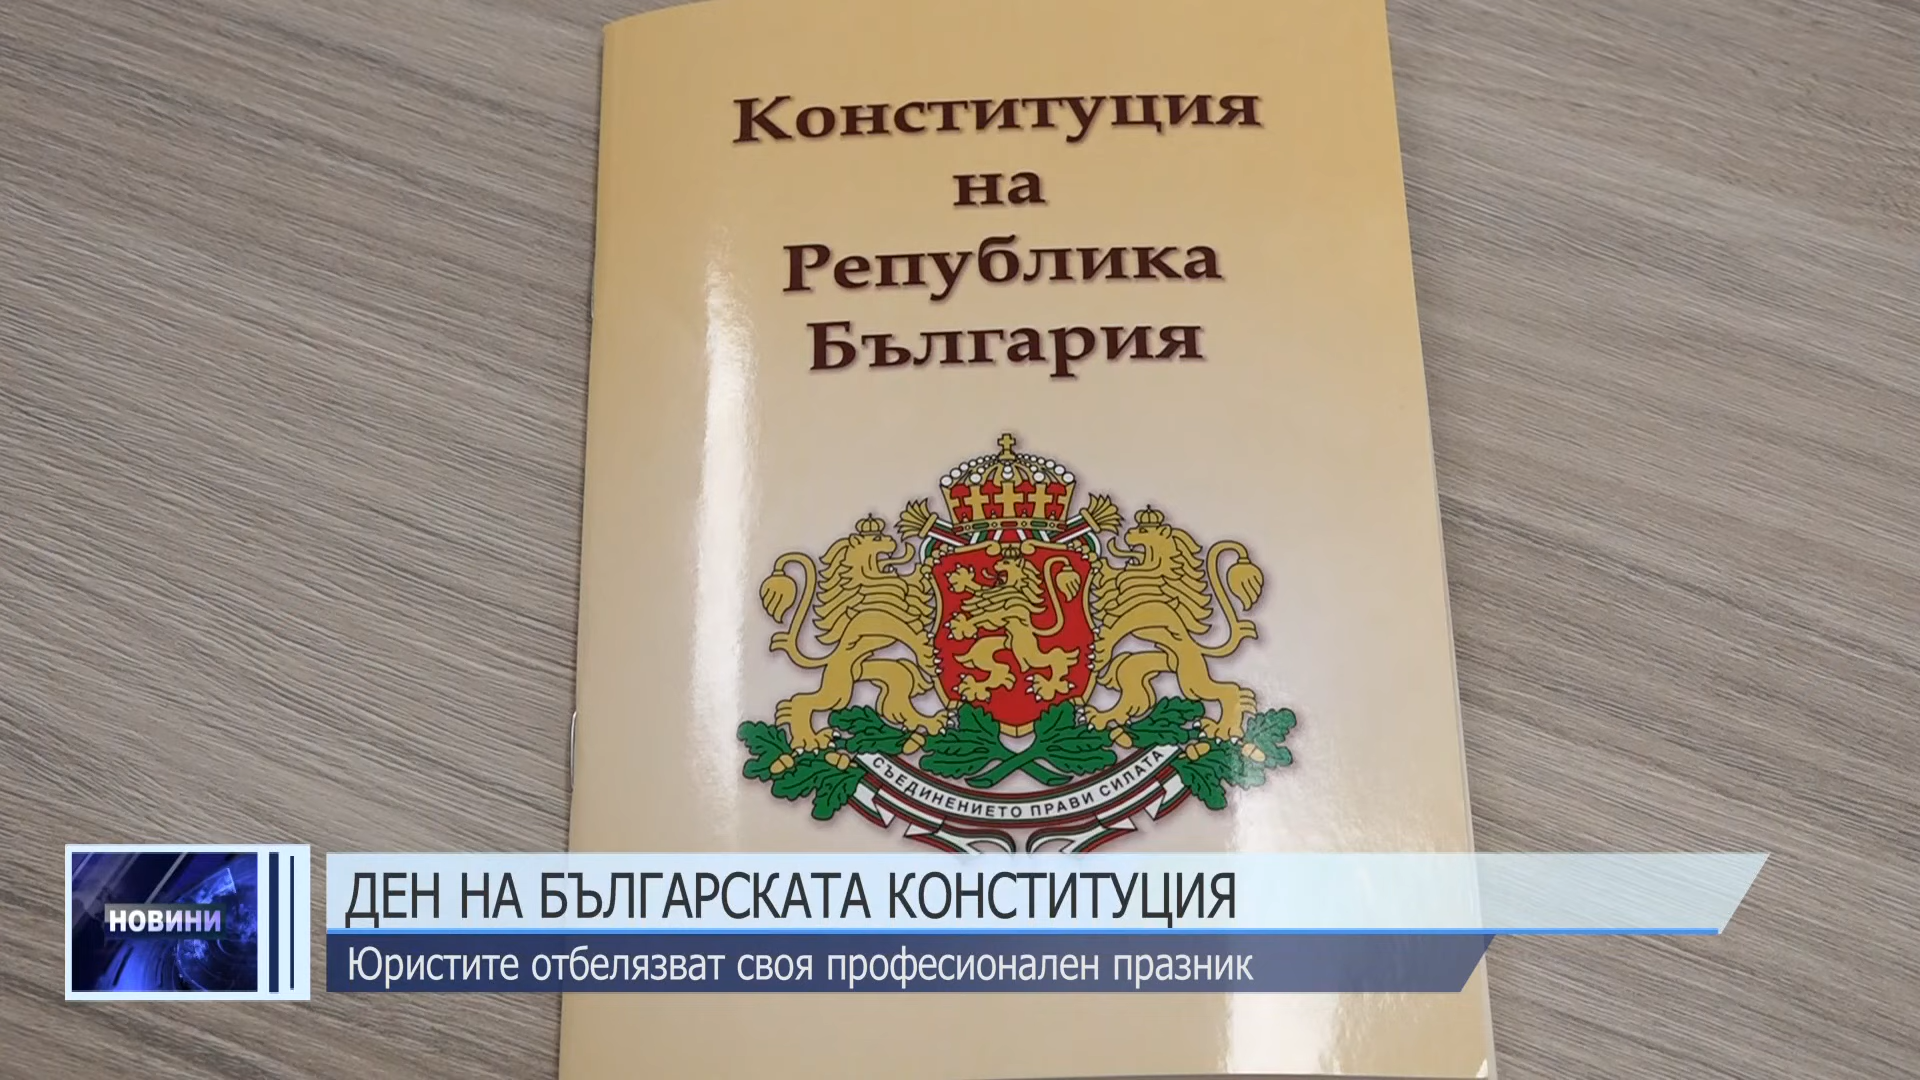 Конституция
на
Република
България
СЪЕДИНЕНИЕТО ПРАВИ СИЛАТА
НОВИНИ
ДЕН НА БЪЛГАРСКАТА КОНСТИТУЦИЯ
Юристите отбелязват своя професионален празник